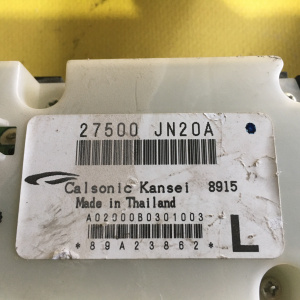 27500 JN20A
Calsonic Kansei 8915
Made in Thailand
A02000B0301003
*89A23862*
L